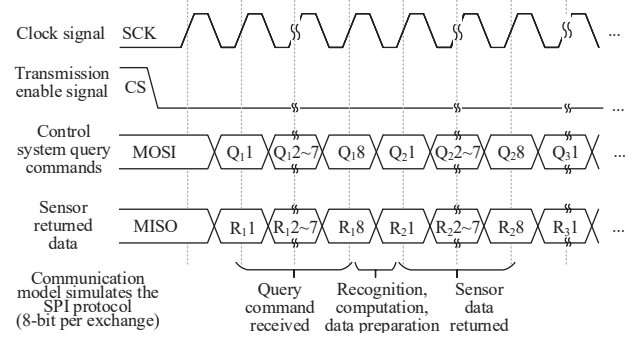 Clock signal SCK ...
Transmission
enable signal CS ...
Control
system query
commands MOSI Q₁1 Q₁2~7 Q₁8 Q₂1 Q₂2~7 Q₂8 Q₃1 ...
Sensor
returned
data MISO R₁1 R₁2~7 R₁8 R₂1 R₂2~7 R₂8 R₃1 ...
Communication
model simulates the
SPI protocol
(8-bit per exchange)
Query
command
received
Recognition,
computation,
data preparation
Sensor
data
returned